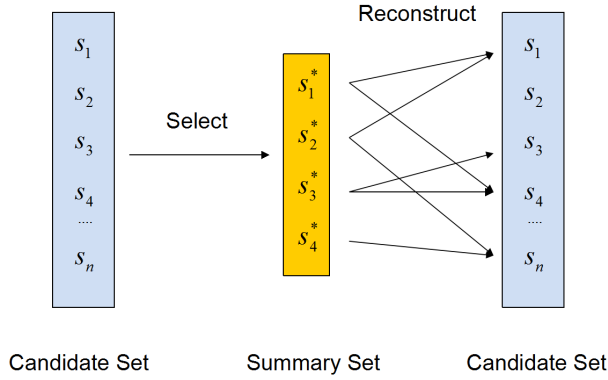 Reconstruct
s₁
s₂
s₃
s₄
....
sₙ
Select
s₁*
s₂*
s₃*
s₄*
s₁
s₂
s₃
s₄
....
sₙ
Candidate Set
Summary Set
Candidate Set